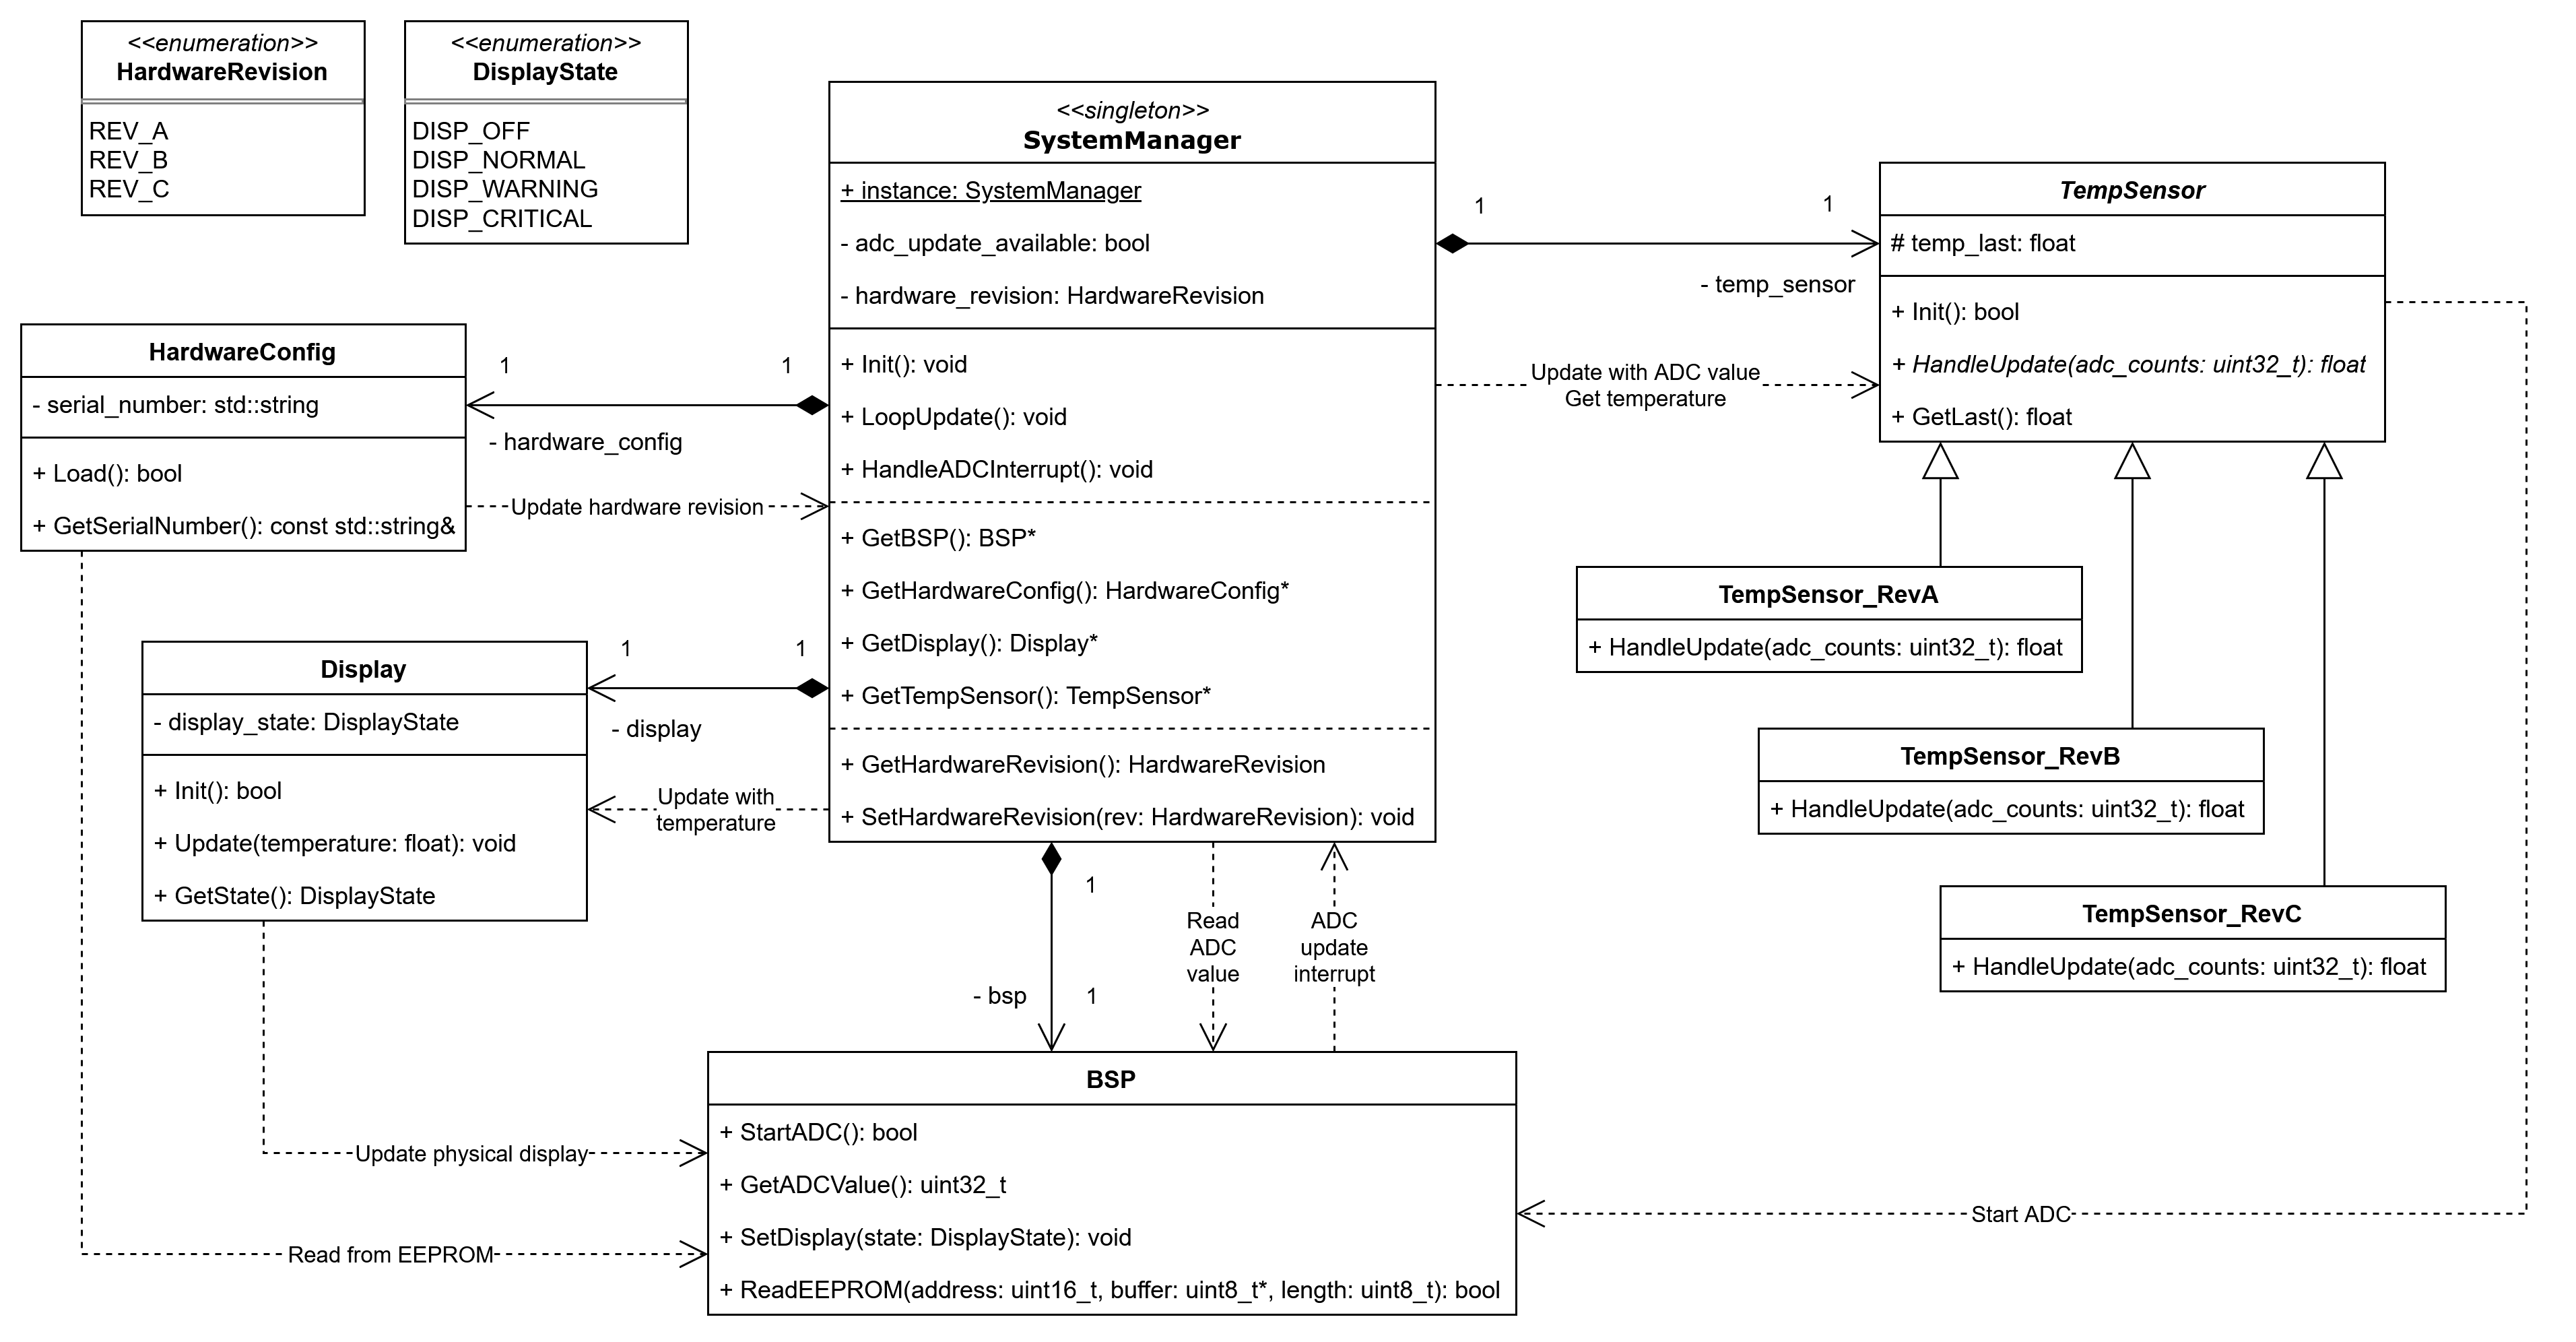 <<enumeration>>
HardwareRevision
REV_A
REV_B
REV_C
<<enumeration>>
DisplayState
DISP_OFF
DISP_NORMAL
DISP_WARNING
DISP_CRITICAL
<<singleton>>
SystemManager
+ instance: SystemManager
- adc_update_available: bool
- hardware_revision: HardwareRevision
+ Init(): void
+ LoopUpdate(): void
+ HandleADCInterrupt(): void
+ GetBSP(): BSP*
+ GetHardwareConfig(): HardwareConfig*
+ GetDisplay(): Display*
+ GetTempSensor(): TempSensor*
+ GetHardwareRevision(): HardwareRevision
+ SetHardwareRevision(rev: HardwareRevision): void
1
1
- temp_sensor
Update with ADC value
Get temperature
TempSensor
# temp_last: float
+ Init(): bool
+ HandleUpdate(adc_counts: uint32_t): float
+ GetLast(): float
HardwareConfig
- serial_number: std::string
+ Load(): bool
+ GetSerialNumber(): const std::string&
1
1
- hardware_config
Update hardware revision
TempSensor_RevA
+ HandleUpdate(adc_counts: uint32_t): float
TempSensor_RevB
+ HandleUpdate(adc_counts: uint32_t): float
TempSensor_RevC
+ HandleUpdate(adc_counts: uint32_t): float
Display
- display_state: DisplayState
+ Init(): bool
+ Update(temperature: float): void
+ GetState(): DisplayState
1
1
- display
Update with
temperature
1
- bsp
1
Read
ADC
value
ADC
update
interrupt
BSP
+ StartADC(): bool
+ GetADCValue(): uint32_t
+ SetDisplay(state: DisplayState): void
+ ReadEEPROM(address: uint16_t, buffer: uint8_t*, length: uint8_t): bool
Update physical display
Read from EEPROM
Start ADC